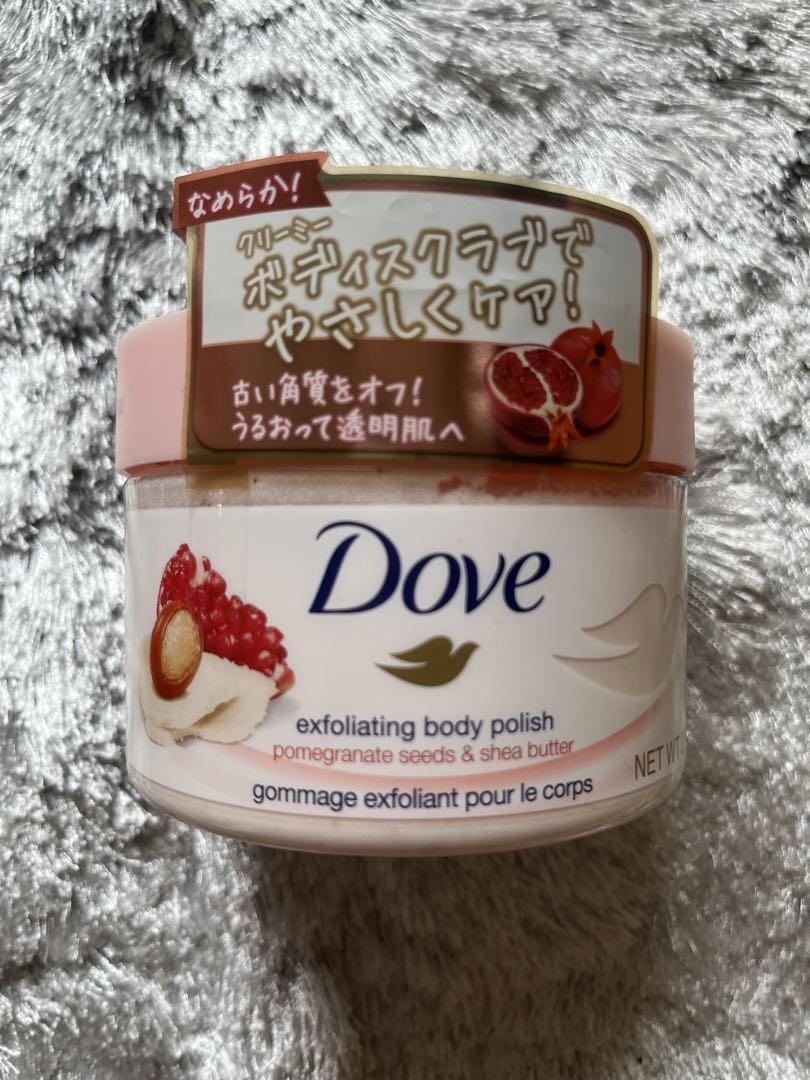 なめらか!
クリーミー
ボディスクラブで
やさしくケア!
古い角質をオフ!
うるおって透明肌へ
Dove
exfoliating body polish
pomegranate seeds & shea butter
NET WT
gommage exfoliant pour le corps